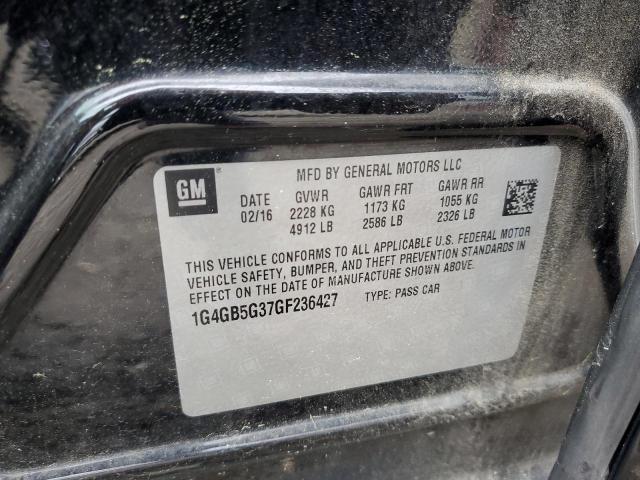 MFD BY GENERAL MOTORS LLC
GM ®
DATE GVWR GAWR FRT GAWR RR
02/16 2228 KG 1173 KG 1055 KG
4912 LB 2586 LB 2326 LB
THIS VEHICLE CONFORMS TO ALL APPLICABLE U.S. FEDERAL MOTOR
VEHICLE SAFETY, BUMPER, AND THEFT PREVENTION STANDARDS IN
EFFECT ON THE DATE OF MANUFACTURE SHOWN ABOVE.
1G4GB5G37GF236427 TYPE: PASS CAR